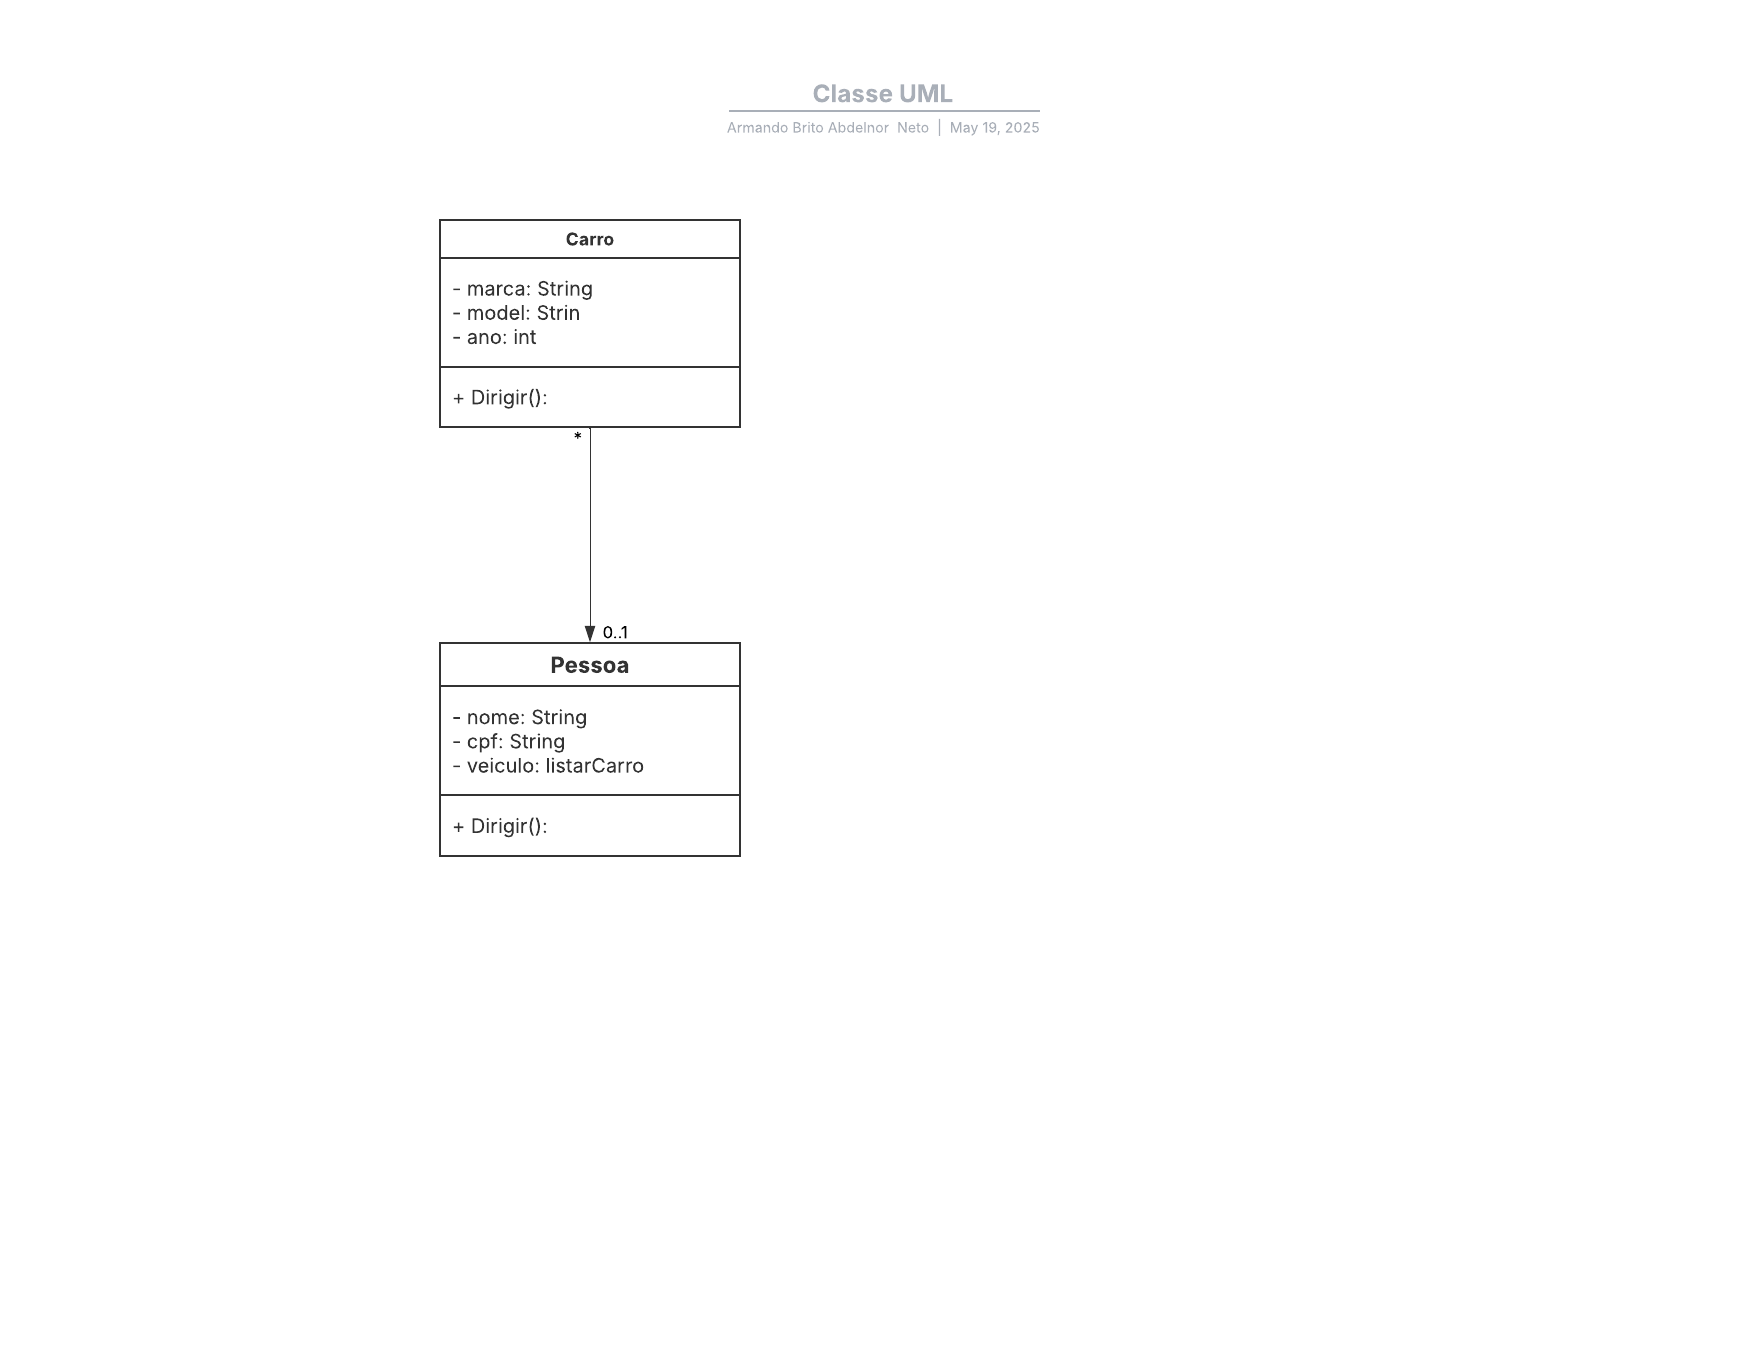 Classe UML
Armando Brito Abdelnor Neto | May 19, 2025
Carro
- marca: String
- model: Strin
- ano: int
+ Dirigir():
*
0..1
Pessoa
- nome: String
- cpf: String
- veiculo: listarCarro
+ Dirigir():